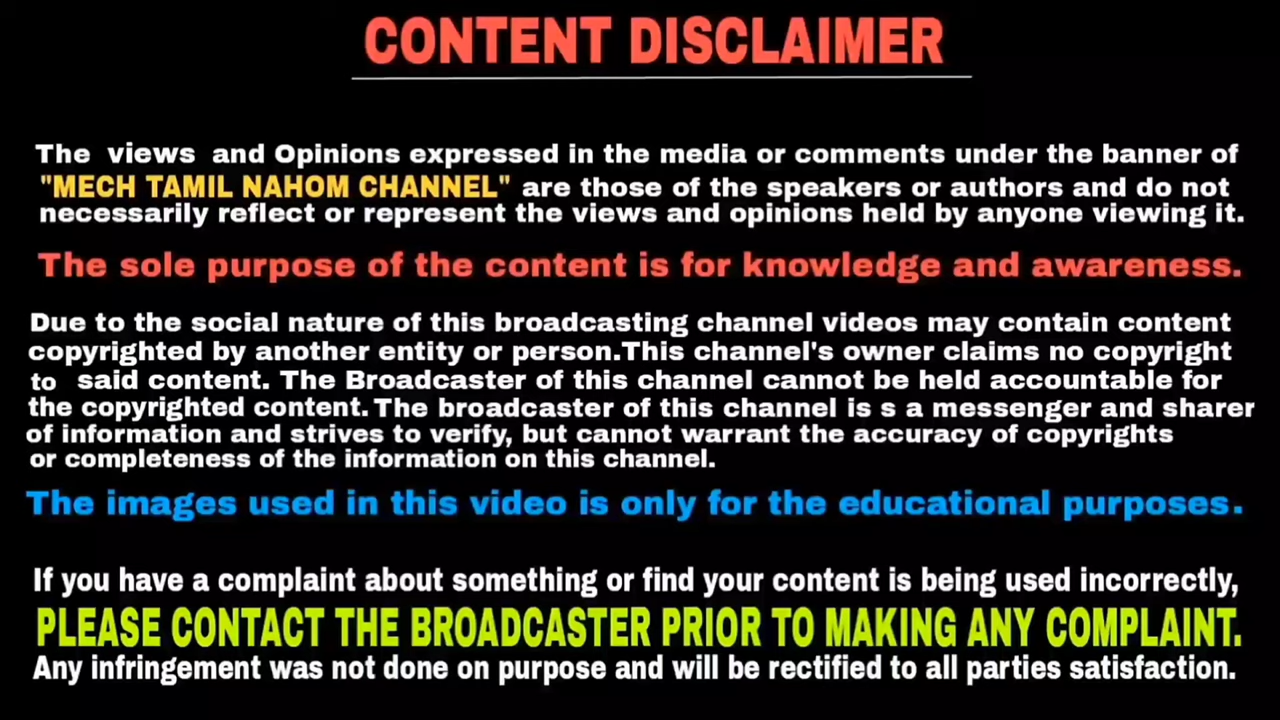 CONTENT DISCLAIMER
The views and Opinions expressed in the media or comments under the banner of
"MECH TAMIL NAHOM CHANNEL" are those of the speakers or authors and do not
necessarily reflect or represent the views and opinions held by anyone viewing it.
The sole purpose of the content is for knowledge and awareness.
Due to the social nature of this broadcasting channel videos may contain content
copyrighted by another entity or person.This channel's owner claims no copyright
to said content. The Broadcaster of this channel cannot be held accountable for
the copyrighted content. The broadcaster of this channel is s a messenger and sharer
of information and strives to verify, but cannot warrant the accuracy of copyrights
or completeness of the information on this channel.
The images used in this video is only for the educational purposes.
If you have a complaint about something or find your content is being used incorrectly,
PLEASE CONTACT THE BROADCASTER PRIOR TO MAKING ANY COMPLAINT.
Any infringement was not done on purpose and will be rectified to all parties satisfaction.